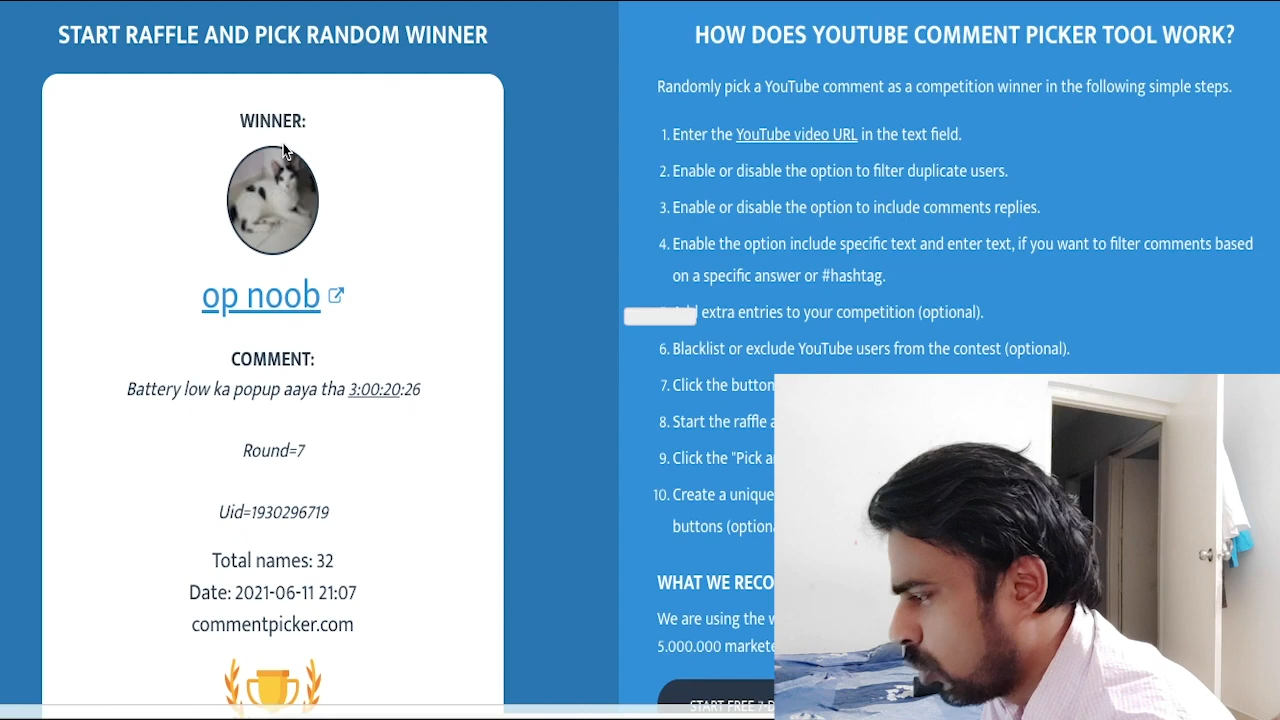 START RAFFLE AND PICK RANDOM WINNER
WINNER:
op noob
COMMENT:
Battery low ka popup aaya tha 3:00:20:26
Round=7
Uid=1930296719
Total names: 32
Date: 2021-06-11 21:07
commentpicker.com
HOW DOES YOUTUBE COMMENT PICKER TOOL WORK?
Randomly pick a YouTube comment as a competition winner in the following simple steps.
1. Enter the YouTube video URL in the text field.
2. Enable or disable the option to filter duplicate users.
3. Enable or disable the option to include comments replies.
4. Enable the option include specific text and enter text, if you want to filter comments based
on a specific answer or #hashtag.
extra entries to your competition (optional).
6. Blacklist or exclude YouTube users from the contest (optional).
7. Click the button
8. Start the raffle
9. Click the "Pick
10. Create a unique
buttons
WHAT WE
We are using the
5.000.000
START FREE